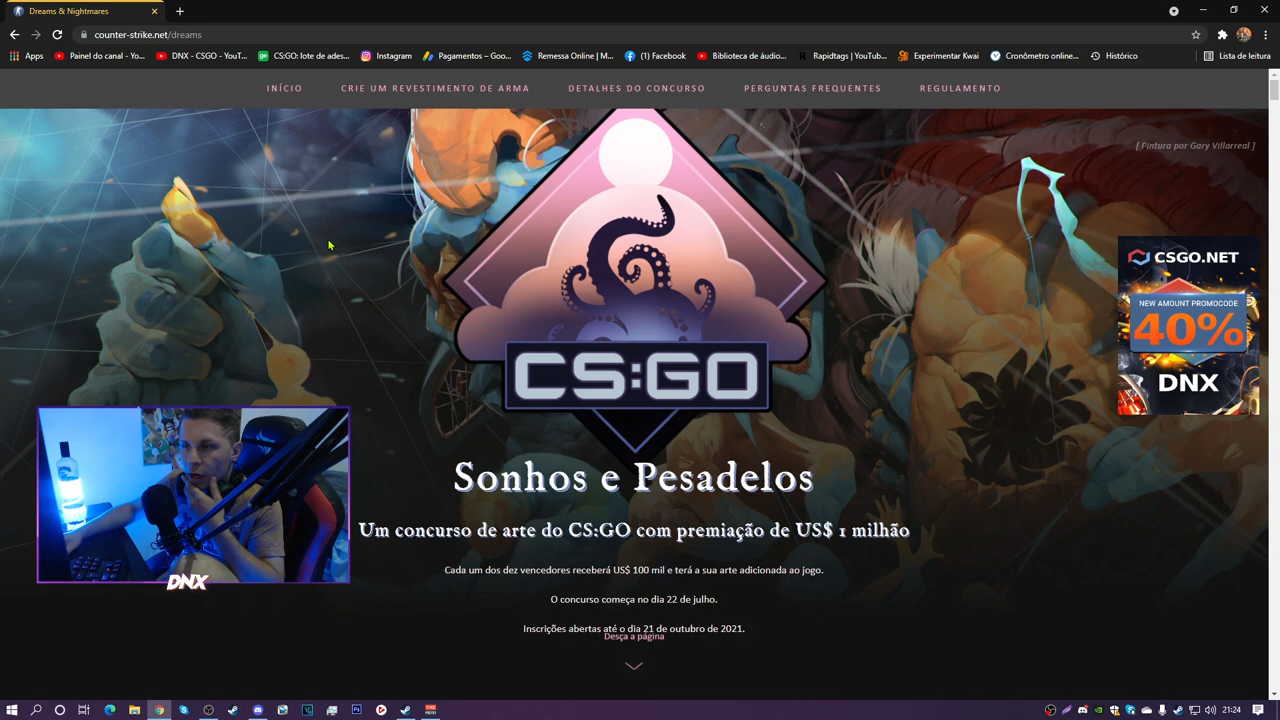 Dreams & Nightmares
counter-strike.net/dreams
Apps
Painel do canal - Yo...
DNX - CSGO - YouT...
CS:GO: lote de ades...
Instagram
Pagamentos – Goo...
Remessa Online | M...
(1) Facebook
Biblioteca de áudio...
Rapidtags | YouTub...
Experimentar Kwai
Cronômetro online...
Histórico
Lista de leitura
INÍCIO
CRIE UM REVESTIMENTO DE ARMA
DETALHES DO CONCURSO
PERGUNTAS FREQUENTES
REGULAMENTO
[ Pintura por Gary Villarreal ]
CSGO.NET
NEW AMOUNT PROMOCODE
40%
DNX
CS:GO
Sonhos e Pesadelos
Um concurso de arte do CS:GO com premiação de US$ 1 milhão
Cada um dos dez vencedores receberá US$ 100 mil e terá a sua arte adicionada ao jogo.
O concurso começa no dia 22 de julho.
Inscrições abertas até o dia 21 de outubro de 2021.
Desça a página
DNX
21:24